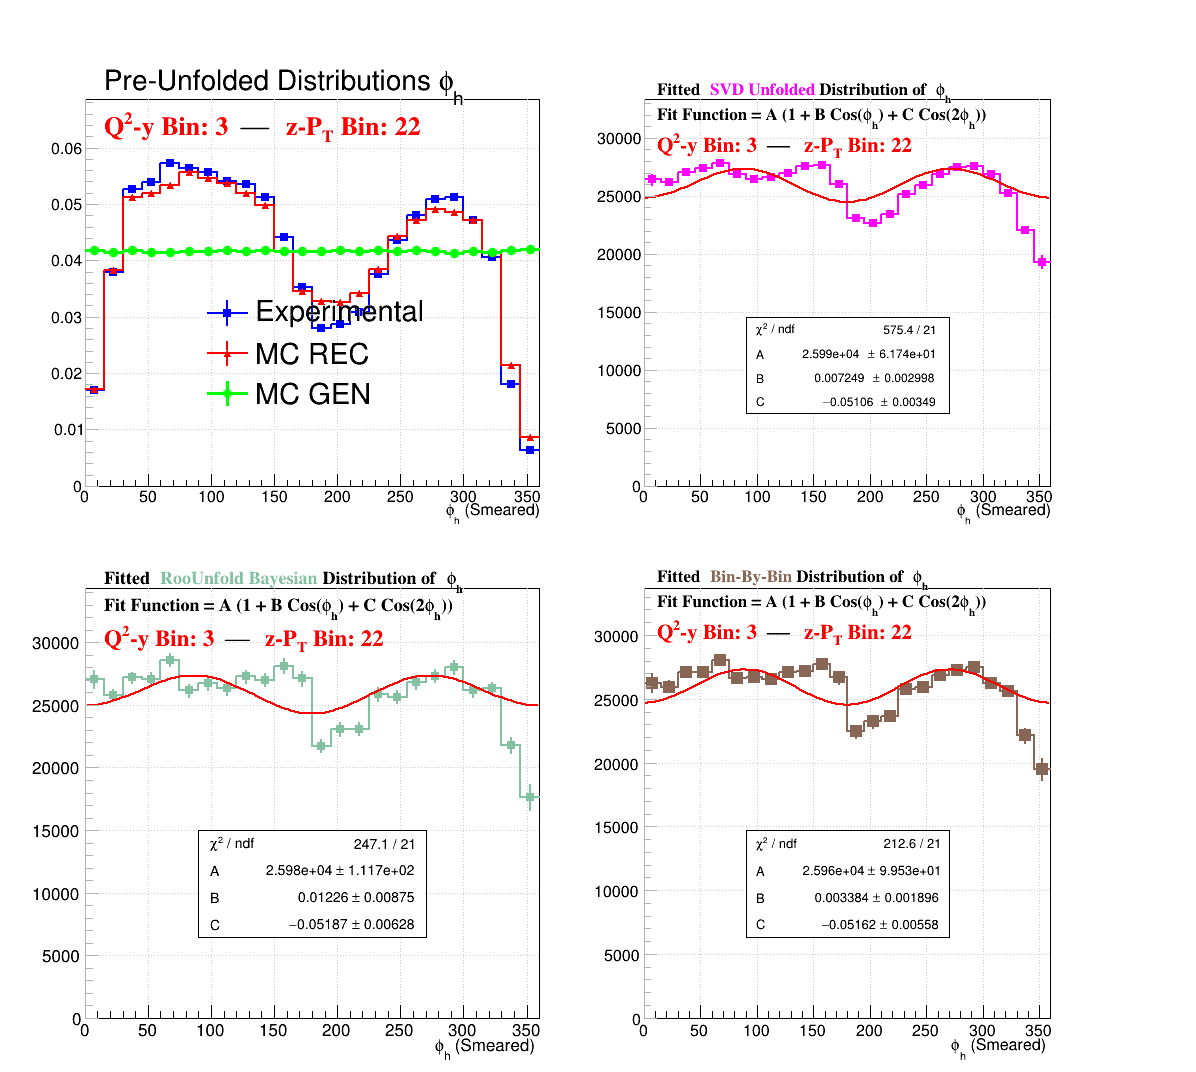 Pre-Unfolded Distributions ϕh
Q2-y Bin: 3 — z-PT Bin: 22
0.06
0.05
0.04
0.03
0.02
0.01
0
Experimental
MC REC
MC GEN
0 50 100 150 200 250 300 350
ϕh (Smeared)
Fitted SVD Unfolded Distribution of ϕh
Fit Function = A (1 + B Cos(ϕh) + C Cos(2ϕh))
Q2-y Bin: 3 — z-PT Bin: 22
30000
25000
20000
15000
10000
5000
0
χ2 / ndf 575.4 / 21
A 2.599e+04 ± 6.174e+01
B 0.007249 ± 0.002998
C −0.05106 ± 0.00349
0 50 100 150 200 250 300 350
ϕh (Smeared)
Fitted RooUnfold Bayesian Distribution of ϕh
Fit Function = A (1 + B Cos(ϕh) + C Cos(2ϕh))
Q2-y Bin: 3 — z-PT Bin: 22
30000
25000
20000
15000
10000
5000
0
χ2 / ndf 247.1 / 21
A 2.598e+04 ± 1.117e+02
B 0.01226 ± 0.00875
C −0.05187 ± 0.00628
0 50 100 150 200 250 300 350
ϕh (Smeared)
Fitted Bin-By-Bin Distribution of ϕh
Fit Function = A (1 + B Cos(ϕh) + C Cos(2ϕh))
Q2-y Bin: 3 — z-PT Bin: 22
30000
25000
20000
15000
10000
5000
0
χ2 / ndf 212.6 / 21
A 2.596e+04 ± 9.953e+01
B 0.003384 ± 0.001896
C −0.05162 ± 0.00558
0 50 100 150 200 250 300 350
ϕh (Smeared)